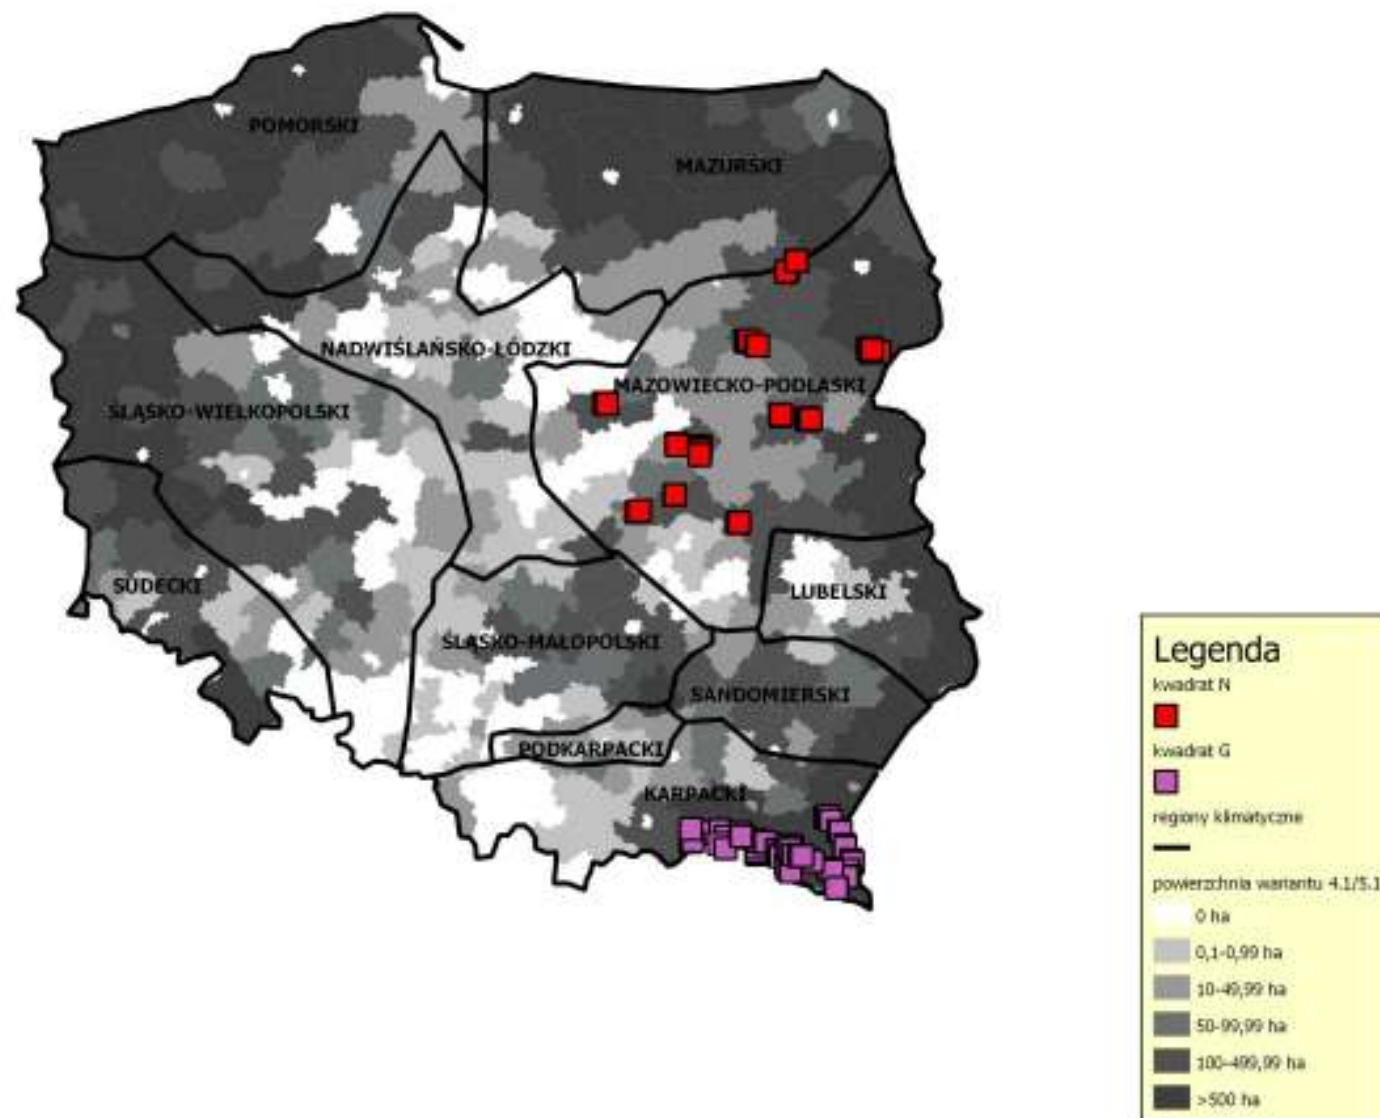 POMORSKI
MAZURSKI
NADWIŚLAŃSKO-ŁÓDZKI
MAZOWIECKO-PODLASKI
ŚLĄSKO-WIELKOPOLSKI
SUDECKI
LUBELSKI
ŚLĄSKO-MAŁOPOLSKI
SANDOMIERSKI
PODKARPACKI
KARPACKI
Legenda
kwadrat N
kwadrat G
regiony klimatyczne
powierzchnia wariantu 4.1/5.1
0 ha
0,1-0,99 ha
10-49,99 ha
50-99,99 ha
100-499,99 ha
>500 ha